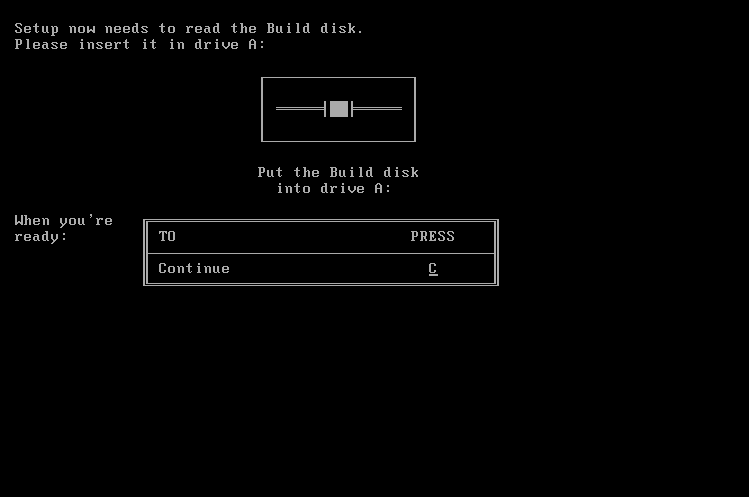 Setup now needs to read the Build disk.
Please insert it in drive A:
Put the Build disk
into drive A:
When you're
ready:
TO PRESS
Continue C